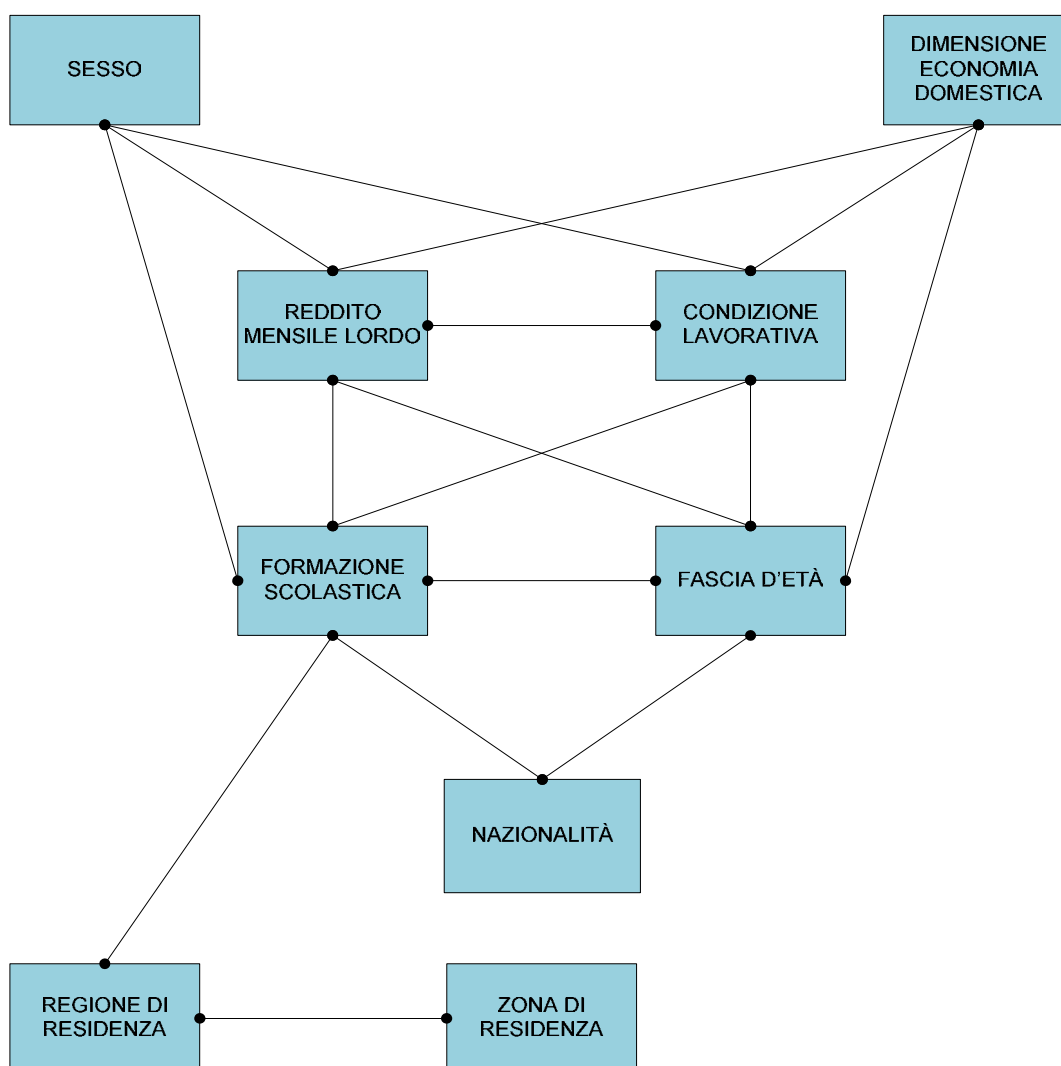 SESSO
DIMENSIONE
ECONOMIA
DOMESTICA
REDDITO
MENSILE LORDO
CONDIZIONE
LAVORATIVA
FORMAZIONE
SCOLASTICA
FASCIA D'ETÀ
NAZIONALITÀ
REGIONE DI
RESIDENZA
ZONA DI
RESIDENZA